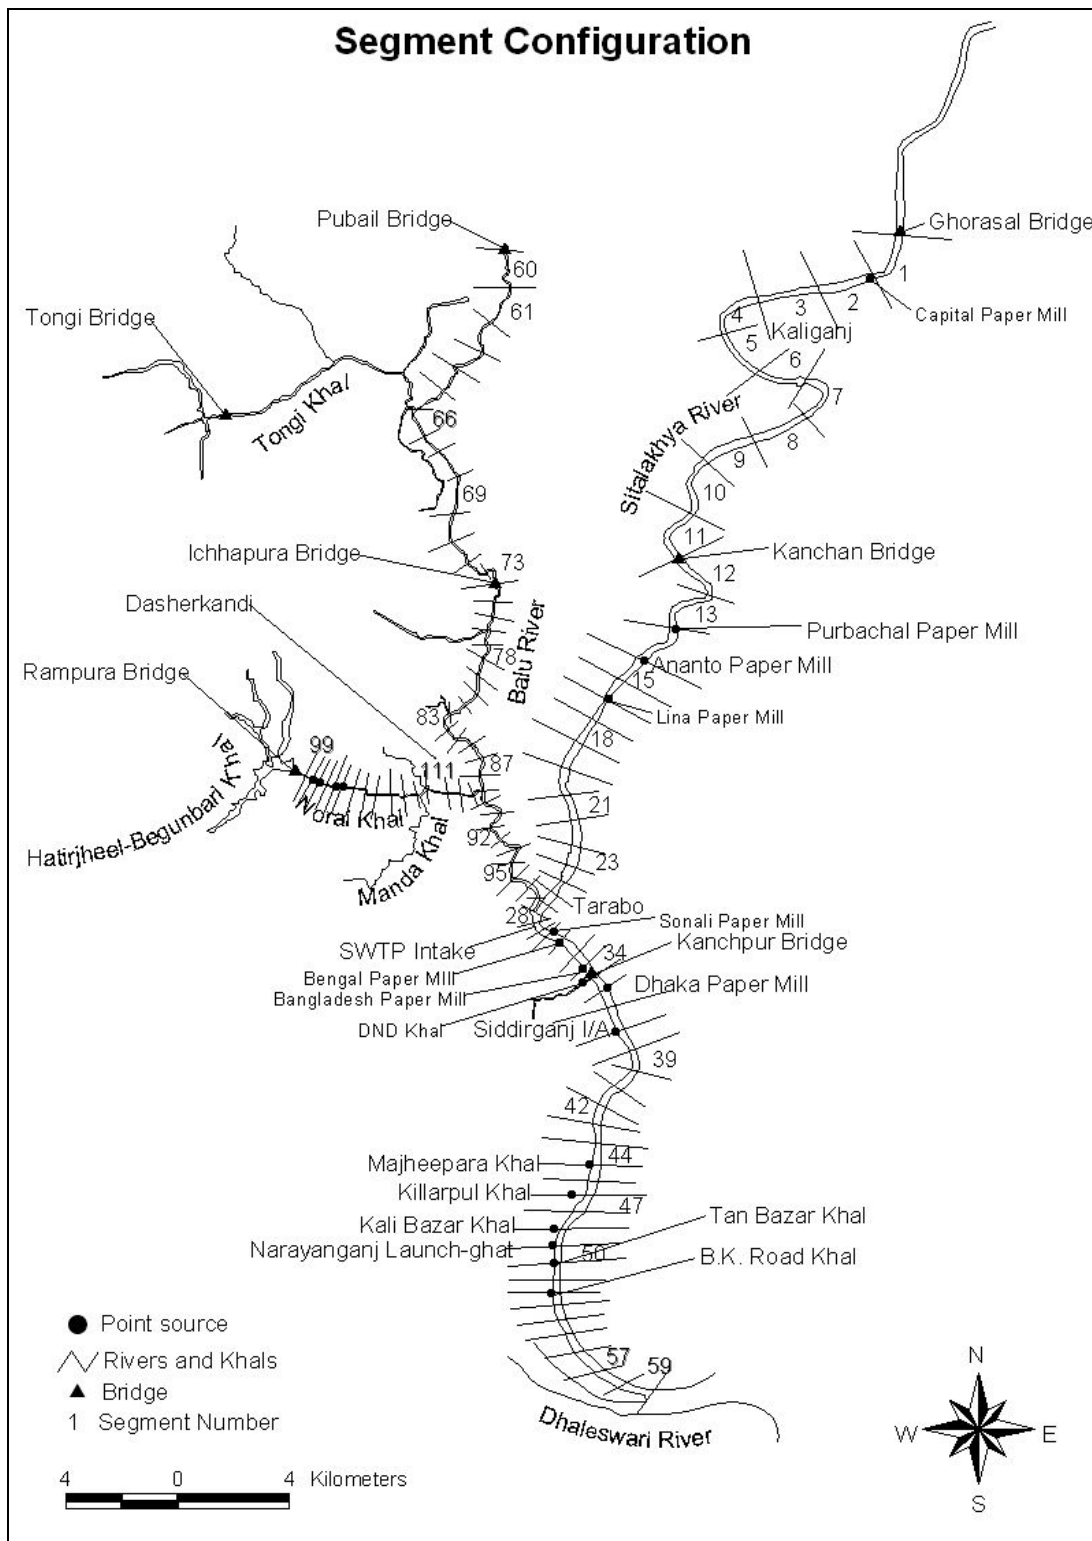 Segment Configuration
Pubail Bridge
Ghorasal Bridge
60
1
61
2
3
Capital Paper Mill
Tongi Bridge
4
Kaliganj
5
6
Tongi Khal
66
7
Sitalakhya River
8
9
69
10
11
Ichhapura Bridge
73
Kanchan Bridge
12
Dasherkandi
13
Purbachal Paper Mill
Balu River
78
Rampura Bridge
15
Ananto Paper Mill
83
Lina Paper Mill
18
99
111
87
Hatirjheel-Begunbari Khal
Norai Khal
21
92
Manda Khal
23
95
Tarabo
28
Sonali Paper Mill
SWTP Intake
Kanchpur Bridge
34
Bengal Paper Mill
Dhaka Paper Mill
Bangladesh Paper Mill
DND Khal
Siddirganj I/A
39
42
44
Majheepara Khal
Killarpul Khal
47
Tan Bazar Khal
Kali Bazar Khal
Narayanganj Launch-ghat
50
B.K. Road Khal
Point source
57
59
Rivers and Khals
Bridge
1 Segment Number
Dhaleswari River
N
W
E
S
4 0 4 Kilometers